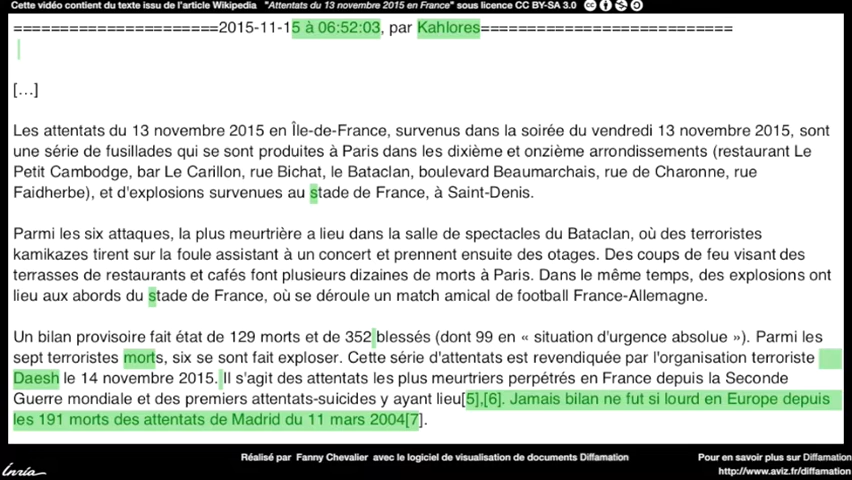 Cette vidéo contient du texte issu de l'article Wikipedia "Attentats du 13 novembre 2015 en France" sous licence CC BY-SA 3.0
======================2015-11-15 à 06:52:03, par Kahlores===========================
[…]
Les attentats du 13 novembre 2015 en Île-de-France, survenus dans la soirée du vendredi 13 novembre 2015, sont
une série de fusillades qui se sont produites à Paris dans les dixième et onzième arrondissements (restaurant Le
Petit Cambodge, bar Le Carillon, rue Bichat, le Bataclan, boulevard Beaumarchais, rue de Charonne, rue
Faidherbe), et d'explosions survenues au stade de France, à Saint-Denis.
Parmi les six attaques, la plus meurtrière a lieu dans la salle de spectacles du Bataclan, où des terroristes
kamikazes tirent sur la foule assistant à un concert et prennent ensuite des otages. Des coups de feu visant des
terrasses de restaurants et cafés font plusieurs dizaines de morts à Paris. Dans le même temps, des explosions ont
lieu aux abords du stade de France, où se déroule un match amical de football France-Allemagne.
Un bilan provisoire fait état de 129 morts et de 352 blessés (dont 99 en « situation d'urgence absolue »). Parmi les
sept terroristes morts, six se sont fait exploser. Cette série d'attentats est revendiquée par l'organisation terroriste
Daesh le 14 novembre 2015. Il s'agit des attentats les plus meurtriers perpétrés en France depuis la Seconde
Guerre mondiale et des premiers attentats-suicides y ayant lieu[5],[6]. Jamais bilan ne fut si lourd en Europe depuis
les 191 morts des attentats de Madrid du 11 mars 2004[7].
Réalisé par Fanny Chevalier avec le logiciel de visualisation de documents Diffamation
Pour en savoir plus sur Diffamation
Inria
http://www.aviz.fr/diffamation